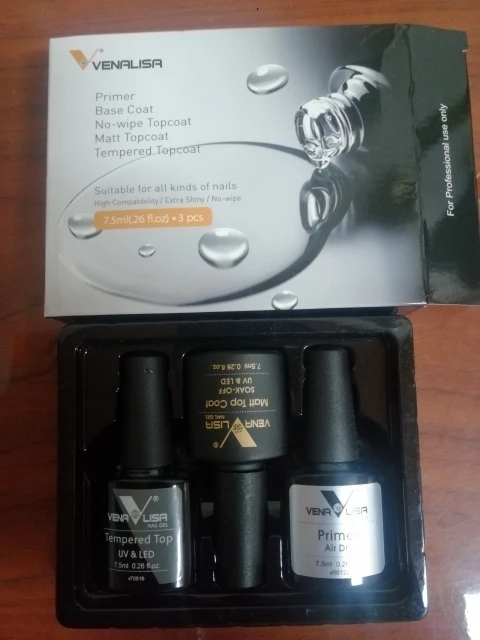 VENALISA
Primer
Base Coat
No-wipe Topcoat
Matt Topcoat
Tempered Topcoat
Suitable for all kinds of nails
High Compatibility / Extra Shiny / No-wipe
7.5ml(.26 fl.oz) • 3 pcs
For Professional use only
VENALISA
NAIL GEL
Matt Top Coat
SOAK-OFF
UV & LED
7.5ml 0.26 fl.oz.
VENALISA
NAIL GEL
Tempered Top
UV & LED
7.5ml 0.26 fl.oz.
VENALISA
Primer
Air
7.5ml